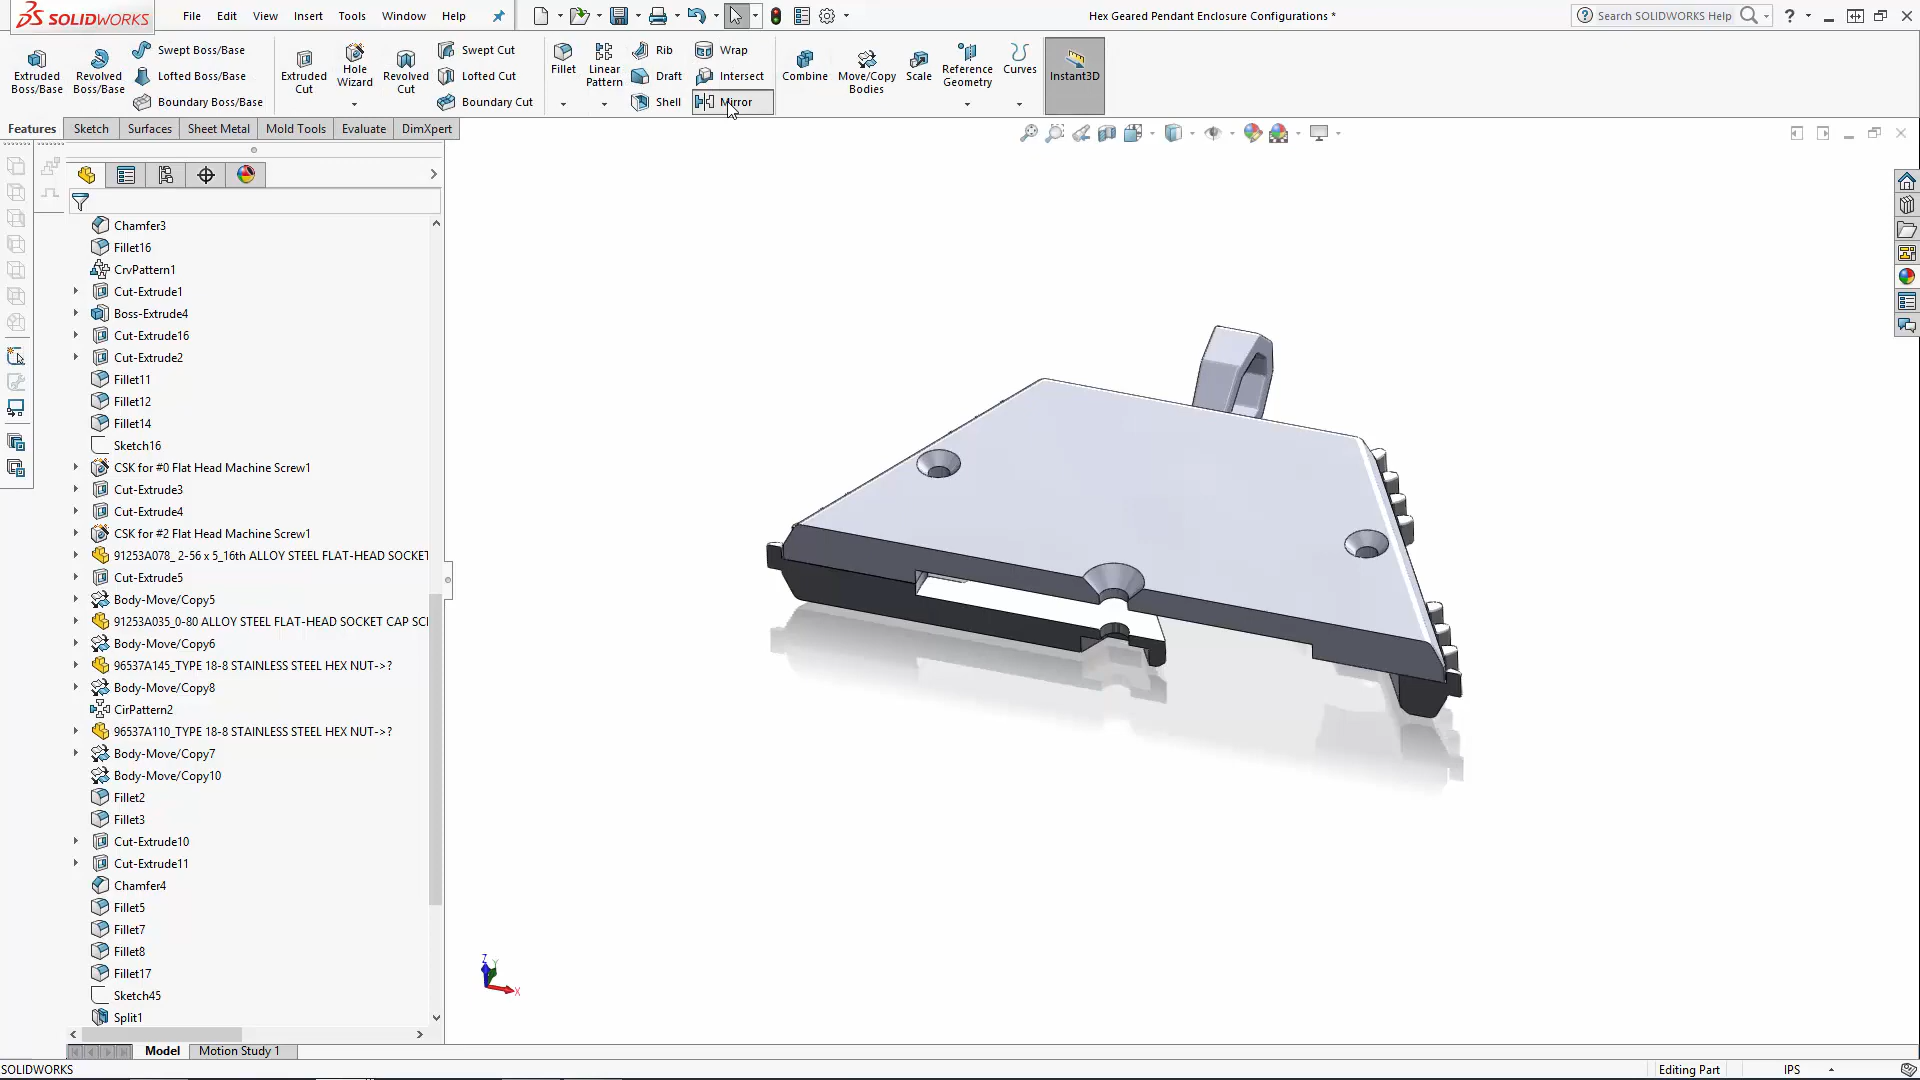 SOLIDWORKS
File Edit View Insert Tools Window Help
Hex Geared Pendant Enclosure Configurations *
Search SOLIDWORKS Help
Extruded Boss/Base
Revolved Boss/Base
Swept Boss/Base
Lofted Boss/Base
Boundary Boss/Base
Extruded Cut
Hole Wizard
Revolved Cut
Swept Cut
Lofted Cut
Boundary Cut
Fillet
Linear Pattern
Rib
Draft
Shell
Wrap
Intersect
Mirror
Combine
Move/Copy Bodies
Scale
Reference Geometry
Curves
Instant3D
Features Sketch Surfaces Sheet Metal Mold Tools Evaluate DimXpert
Chamfer3
Fillet16
CrvPattern1
Cut-Extrude1
Boss-Extrude4
Cut-Extrude16
Cut-Extrude2
Fillet11
Fillet12
Fillet14
Sketch16
CSK for #0 Flat Head Machine Screw1
Cut-Extrude3
Cut-Extrude4
CSK for #2 Flat Head Machine Screw1
91253A078_ 2-56 x 5_16th ALLOY STEEL FLAT-HEAD SOCKET
Cut-Extrude5
Body-Move/Copy5
91253A035_0-80 ALLOY STEEL FLAT-HEAD SOCKET CAP SC
Body-Move/Copy6
96537A145_TYPE 18-8 STAINLESS STEEL HEX NUT->?
Body-Move/Copy8
CirPattern2
96537A110_TYPE 18-8 STAINLESS STEEL HEX NUT->?
Body-Move/Copy7
Body-Move/Copy10
Fillet2
Fillet3
Cut-Extrude10
Cut-Extrude11
Chamfer4
Fillet5
Fillet7
Fillet8
Fillet17
Sketch45
Split1
Z
Y
X
Model Motion Study 1
SOLIDWORKS
Editing Part
IPS